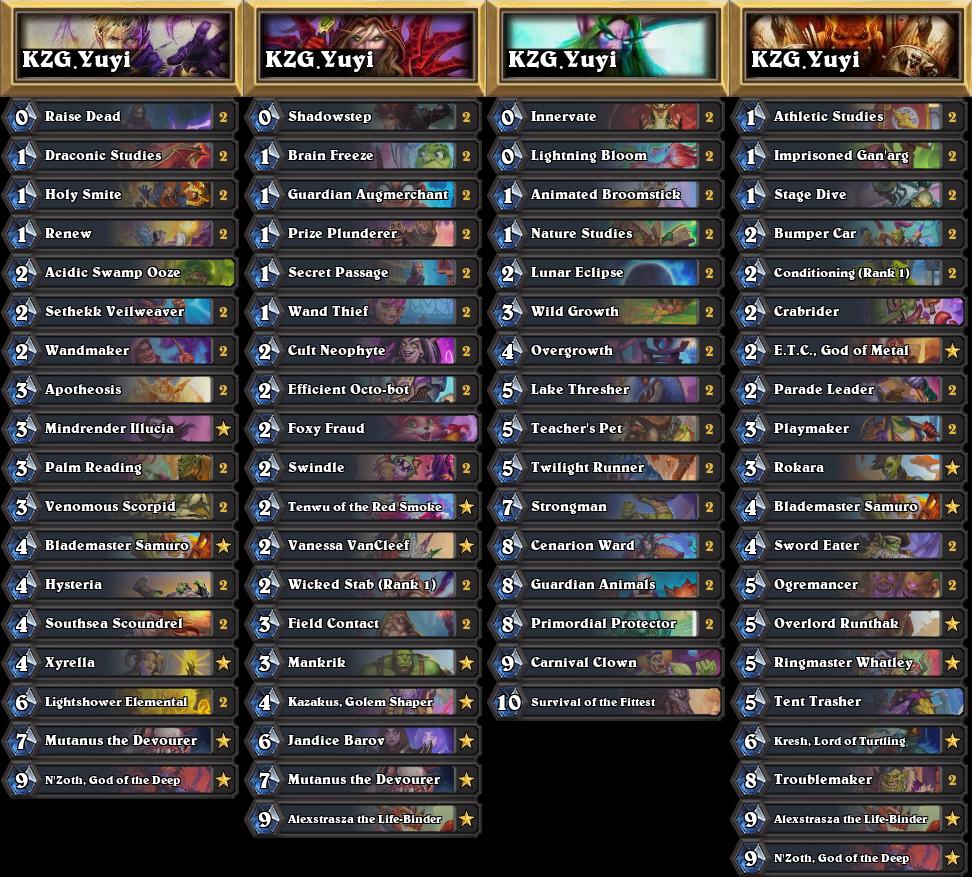 KZG.Yuyi
0 Raise Dead 2
1 Draconic Studies 2
1 Holy Smite 2
1 Renew 2
2 Acidic Swamp Ooze
2 Sethekk Veilweaver 2
2 Wandmaker 2
3 Apotheosis 2
3 Mindrender Illucia
3 Palm Reading 2
3 Venomous Scorpid 2
4 Blademaster Samuro
4 Hysteria 2
4 Southsea Scoundrel 2
4 Xyrella
6 Lightshower Elemental 2
7 Mutanus the Devourer
9 N'Zoth, God of the Deep
KZG.Yuyi
0 Shadowstep 2
1 Brain Freeze 2
1 Guardian Augmerchant 2
1 Prize Plunderer 2
1 Secret Passage 2
1 Wand Thief 2
2 Cult Neophyte 2
2 Efficient Octo-bot 2
2 Foxy Fraud
2 Swindle 2
2 Tenwu of the Red Smoke
2 Vanessa VanCleef
2 Wicked Stab (Rank 1) 2
3 Field Contact 2
3 Mankrik
4 Kazakus, Golem Shaper
6 Jandice Barov
7 Mutanus the Devourer
9 Alexstrasza the Life-Binder
KZG.Yuyi
0 Innervate 2
0 Lightning Bloom 2
1 Animated Broomstick 2
1 Nature Studies 2
2 Lunar Eclipse 2
3 Wild Growth 2
4 Overgrowth 2
5 Lake Thresher 2
5 Teacher's Pet 2
5 Twilight Runner 2
7 Strongman 2
8 Cenarion Ward 2
8 Guardian Animals 2
8 Primordial Protector 2
9 Carnival Clown
10 Survival of the Fittest
KZG.Yuyi
1 Athletic Studies 2
1 Imprisoned Gan'arg 2
1 Stage Dive 2
2 Bumper Car 2
2 Conditioning (Rank 1) 2
2 Crabrider
2 E.T.C., God of Metal
2 Parade Leader 2
3 Playmaker 2
3 Rokara
4 Blademaster Samuro
4 Sword Eater 2
5 Ogremancer 2
5 Overlord Runthak
5 Ringmaster Whatley
5 Tent Trasher
6 Kresh, Lord of Turtling
8 Troublemaker 2
9 Alexstrasza the Life-Binder
9 N'Zoth, God of the Deep